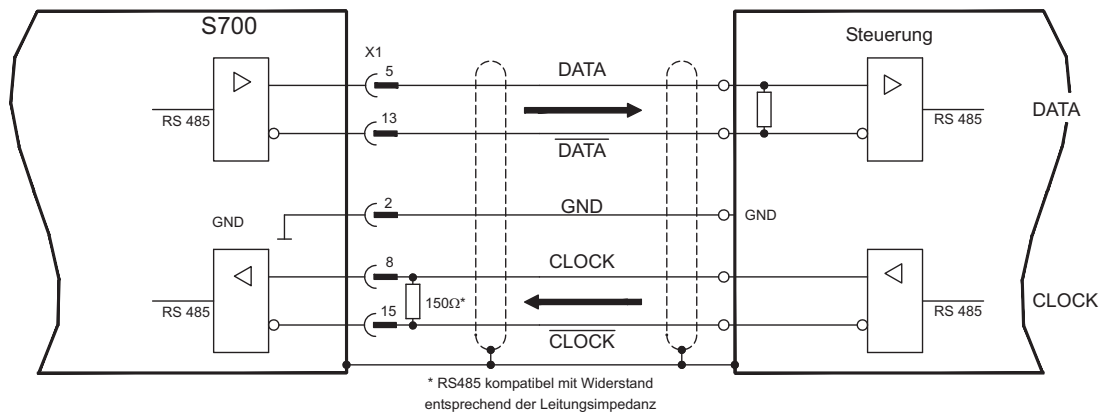 S700
Steuerung
X1
5
DATA
RS 485
13
DATA
RS 485
DATA
2
GND
GND
GND
8
CLOCK
150Ω*
RS 485
15
CLOCK
RS 485
CLOCK
* RS485 kompatibel mit Widerstand
entsprechend der Leitungsimpedanz